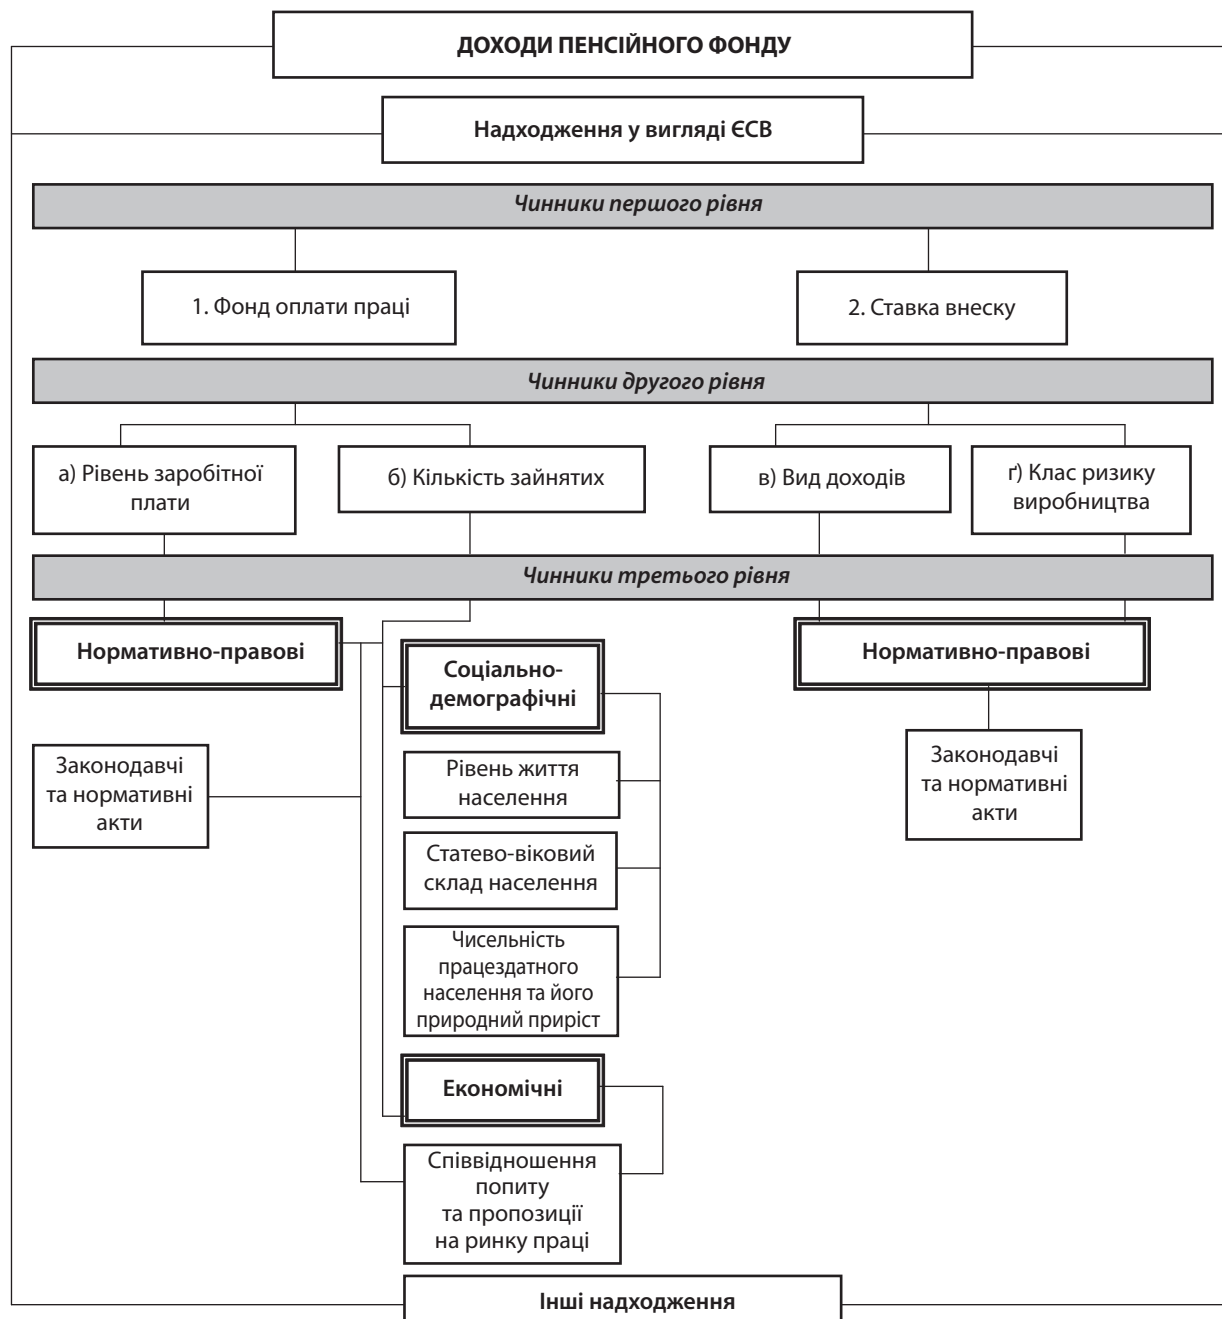 ДОХОДИ ПЕНСІЙНОГО ФОНДУ
Надходження у вигляді ЄСВ
Чинники першого рівня
1. Фонд оплати праці
2. Ставка внеску
Чинники другого рівня
а) Рівень заробітної
плати
б) Кількість зайнятих
в) Вид доходів
ґ) Клас ризику
виробництва
Чинники третього рівня
Нормативно-правові
Соціально-
демографічні
Нормативно-правові
Законодавчі
та нормативні
акти
Рівень життя
населення
Законодавчі
та нормативні
акти
Статево-віковий
склад населення
Чисельність
працездатного
населення та його
природний приріст
Економічні
Співвідношення
попиту
та пропозиції
на ринку праці
Інші надходження